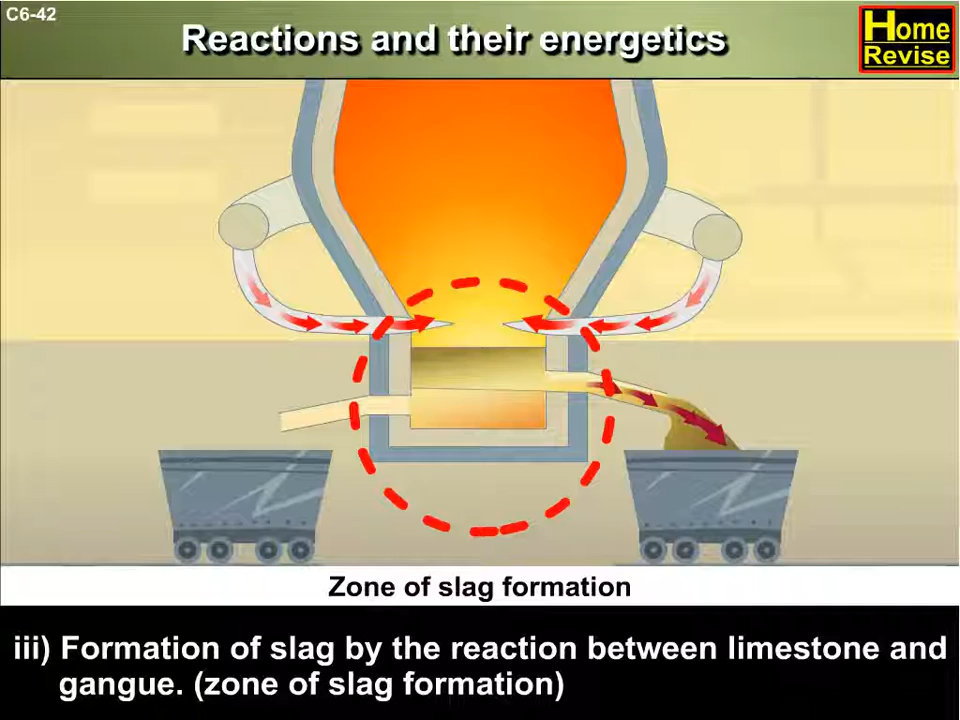 C6-42
Reactions and their energetics
Home
Revise
Zone of slag formation
iii) Formation of slag by the reaction between limestone and
gangue. (zone of slag formation)